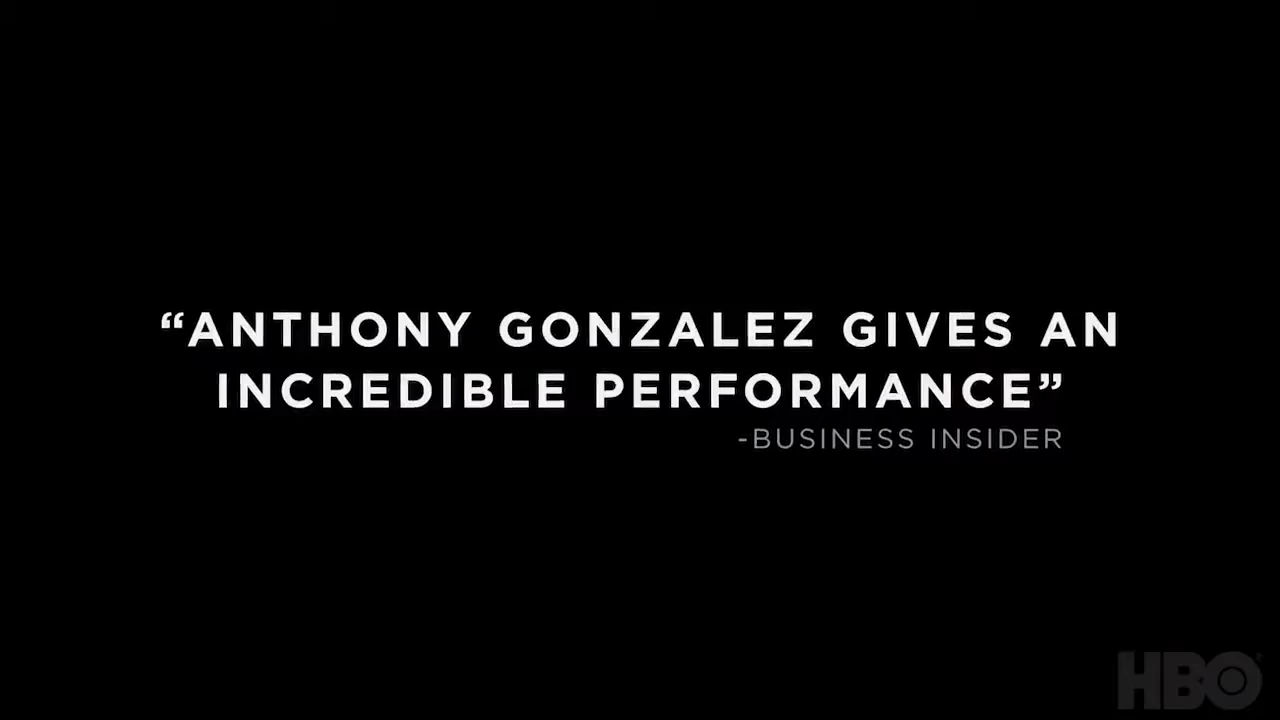 “ANTHONY GONZALEZ GIVES AN
INCREDIBLE PERFORMANCE”
-BUSINESS INSIDER
HBO